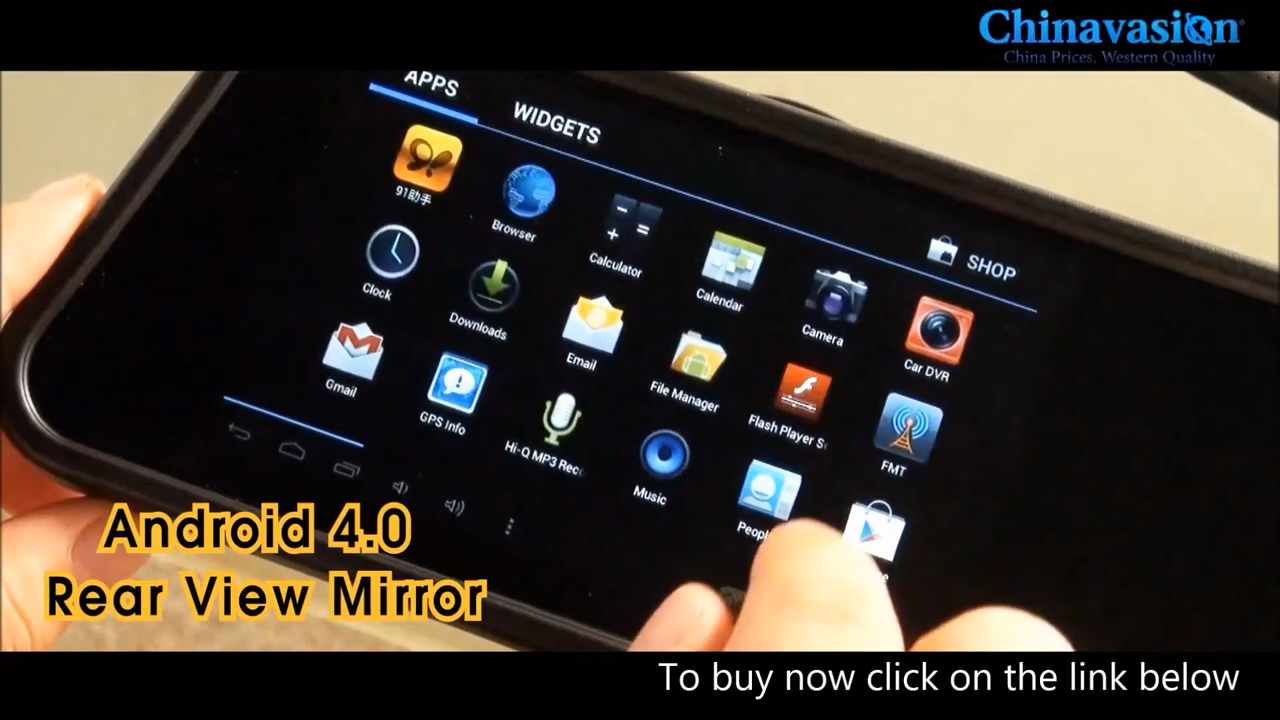 Chinavasion
China Prices, Western Quality
APPS
WIDGETS
SHOP
91助手
Browser
Calculator
Calendar
Camera
Car DVR
Clock
Downloads
Email
File Manager
Flash Player S
FMT
Gmail
GPS Info
Hi-Q MP3 Rec
Music
Peopl
Android 4.0
Rear View Mirror
To buy now click on the link below